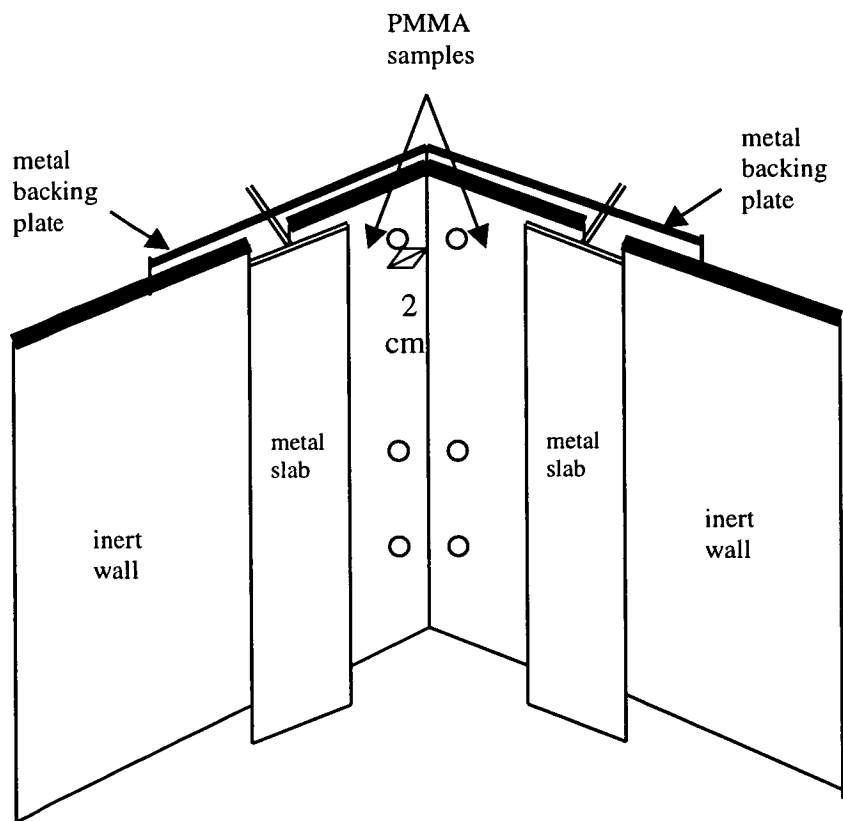 PMMA
samples
metal
backing
plate
metal
backing
plate
2
cm
metal
slab
metal
slab
inert
wall
inert
wall